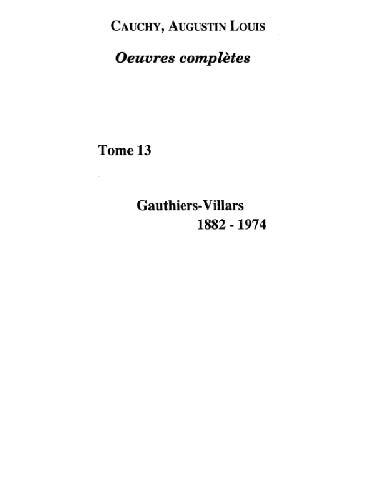 CAUCHY, AUGUSTIN LOUIS
Oeuvres complètes
Tome 13
Gauthiers-Villars
1882 - 1974